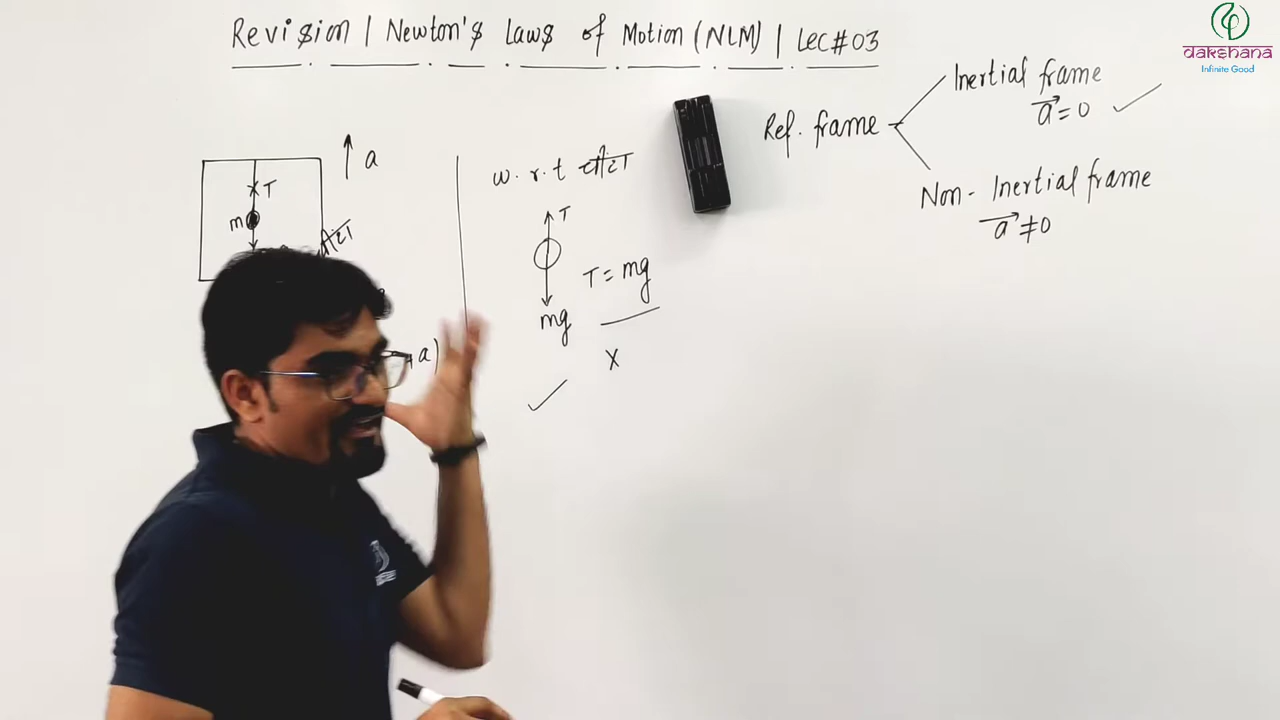 Revision | Newton's Laws of Motion (NLM) | Lec#03
dakshana
Infinite Good
Ref. frame
Inertial frame
a⃗ = 0 ✓
Non-Inertial frame
a⃗ ≠ 0
a
T
m
a)
w.r.t
T
T = mg
mg
x
✓